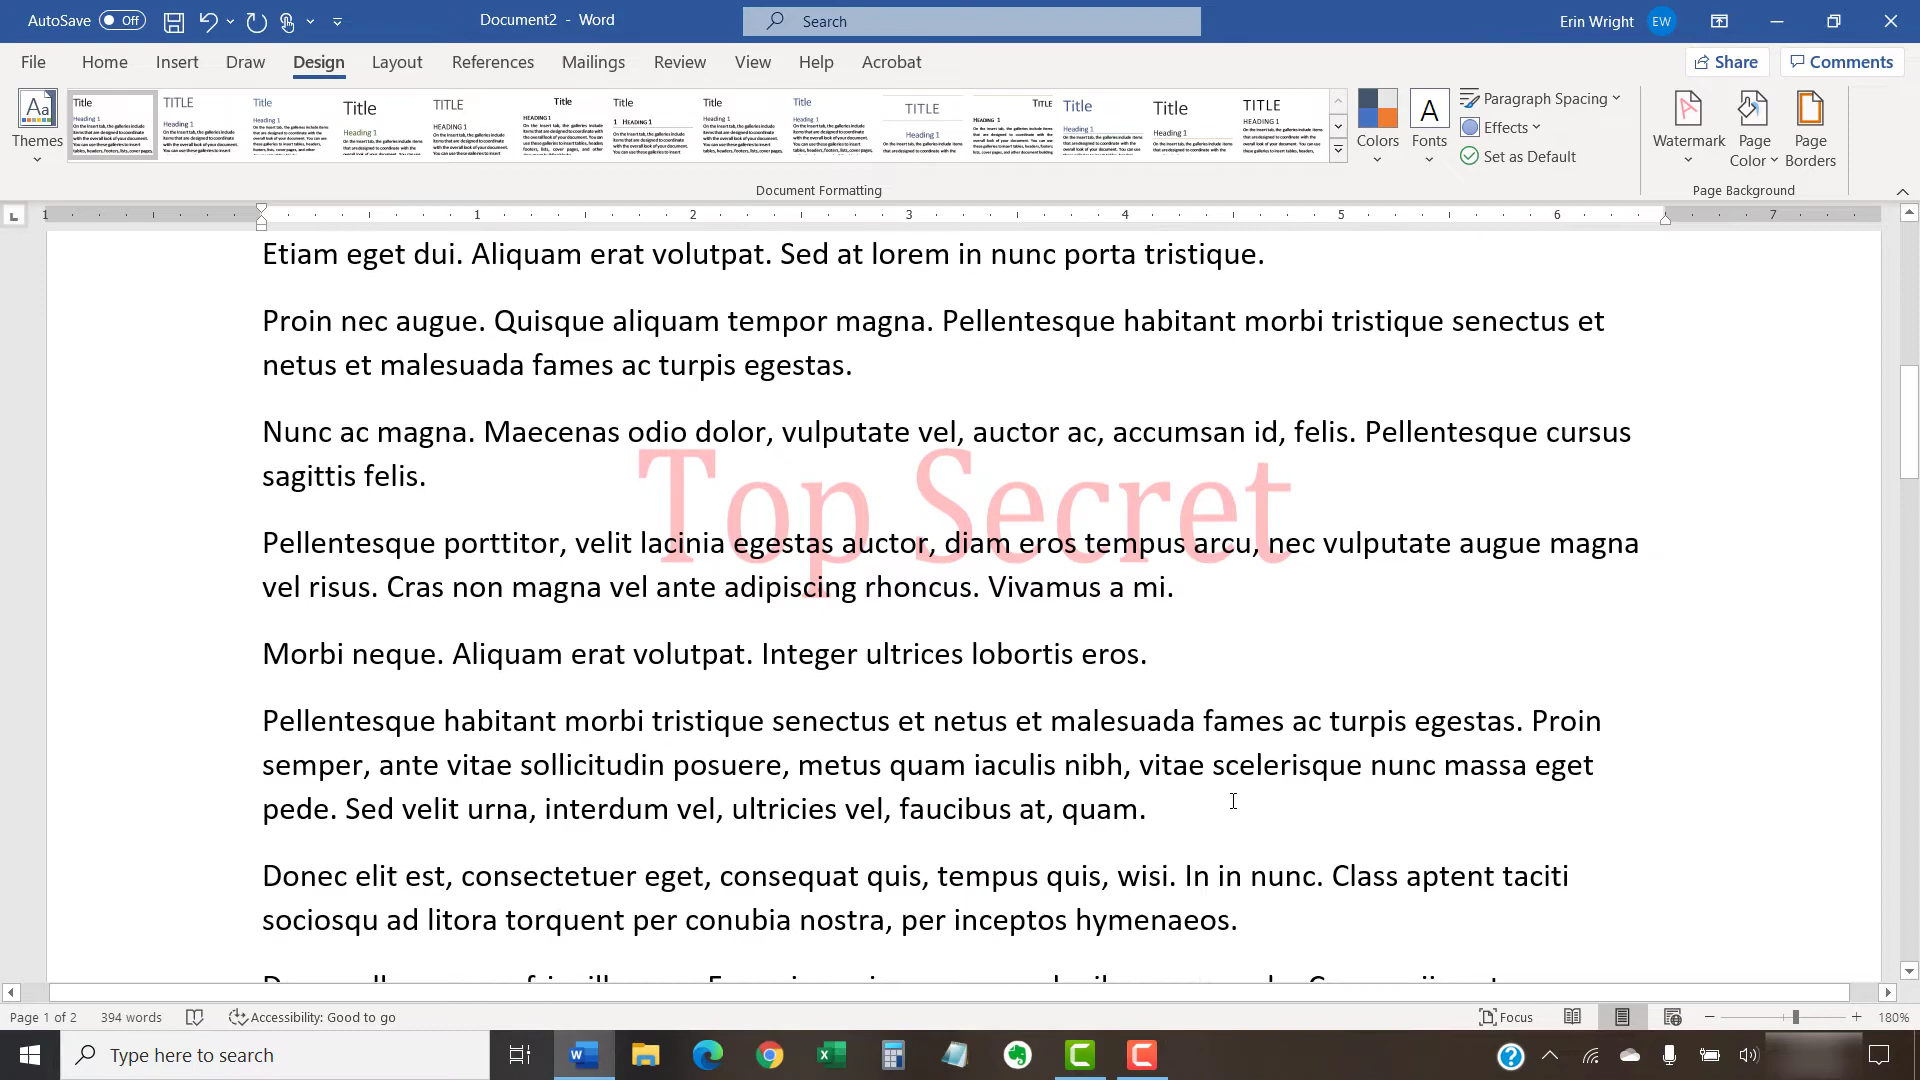 AutoSave Off Document2 - Word Search Erin Wright EW
File Home Insert Draw Design Layout References Mailings Review View Help Acrobat Share Comments
Themes Colors Fonts Paragraph Spacing Effects Set as Default Watermark Page Color Page Borders
Document Formatting Page Background
1 1 2 3 4 5 6 7
Etiam eget dui. Aliquam erat volutpat. Sed at lorem in nunc porta tristique.
Proin nec augue. Quisque aliquam tempor magna. Pellentesque habitant morbi tristique senectus et
netus et malesuada fames ac turpis egestas.
Nunc ac magna. Maecenas odio dolor, vulputate vel, auctor ac, accumsan id, felis. Pellentesque cursus
sagittis felis.
Top Secret
Pellentesque porttitor, velit lacinia egestas auctor, diam eros tempus arcu, nec vulputate augue magna
vel risus. Cras non magna vel ante adipiscing rhoncus. Vivamus a mi.
Morbi neque. Aliquam erat volutpat. Integer ultrices lobortis eros.
Pellentesque habitant morbi tristique senectus et netus et malesuada fames ac turpis egestas. Proin
semper, ante vitae sollicitudin posuere, metus quam iaculis nibh, vitae scelerisque nunc massa eget
pede. Sed velit urna, interdum vel, ultricies vel, faucibus at, quam.
Donec elit est, consectetuer eget, consequat quis, tempus quis, wisi. In in nunc. Class aptent taciti
sociosqu ad litora torquent per conubia nostra, per inceptos hymenaeos.
Page 1 of 2 394 words Accessibility: Good to go Focus 180%
Type here to search